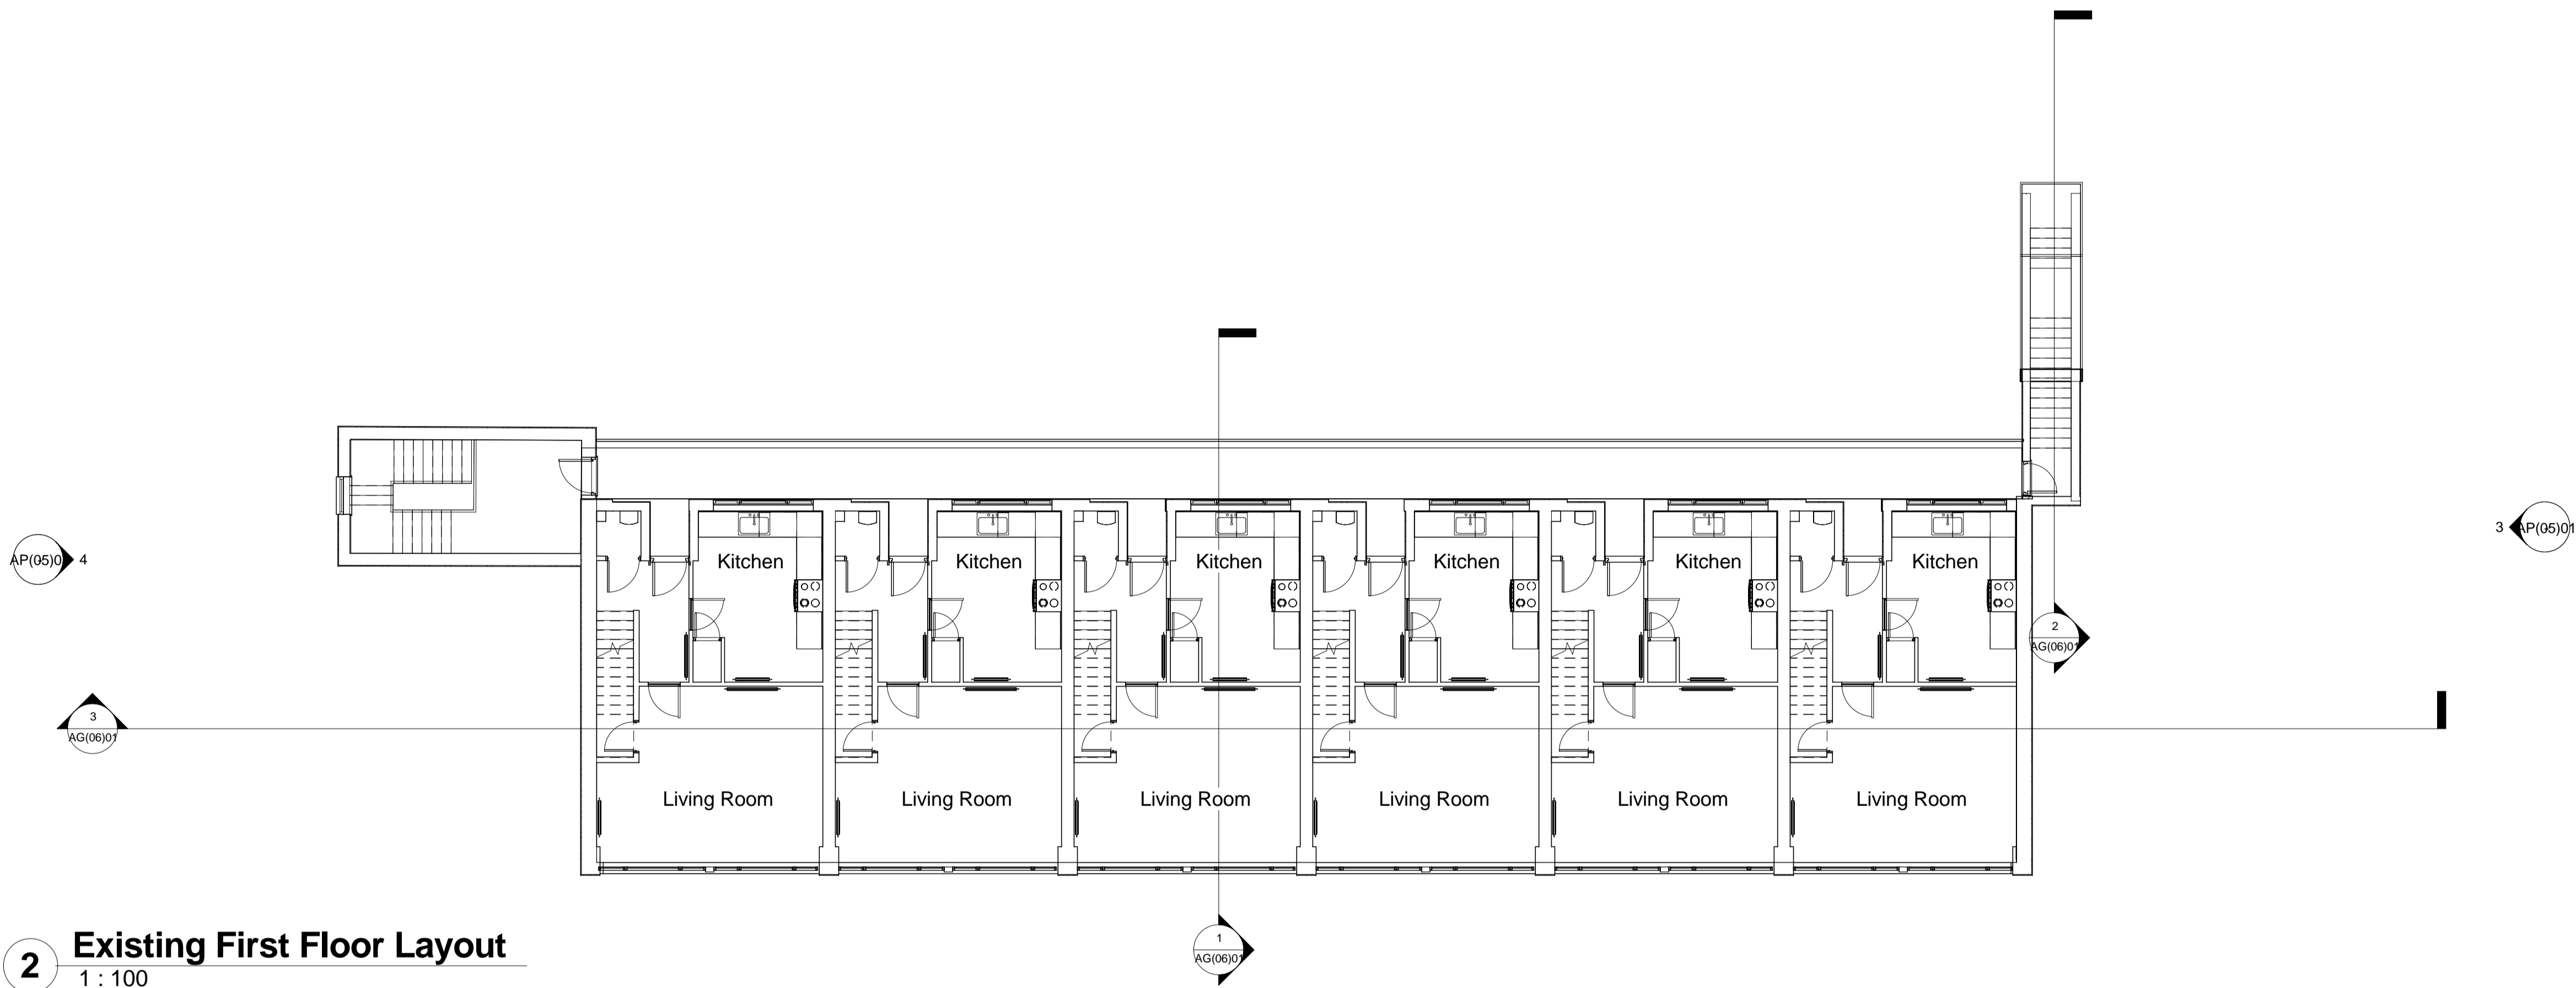 Kitchen Kitchen Kitchen Kitchen Kitchen Kitchen
3 AP(05)01
AP(05)0 4
2
AG(06)01
3
AG(06)01
Living Room Living Room Living Room Living Room Living Room Living Room
1
AG(06)01
2 Existing First Floor Layout
1 : 100